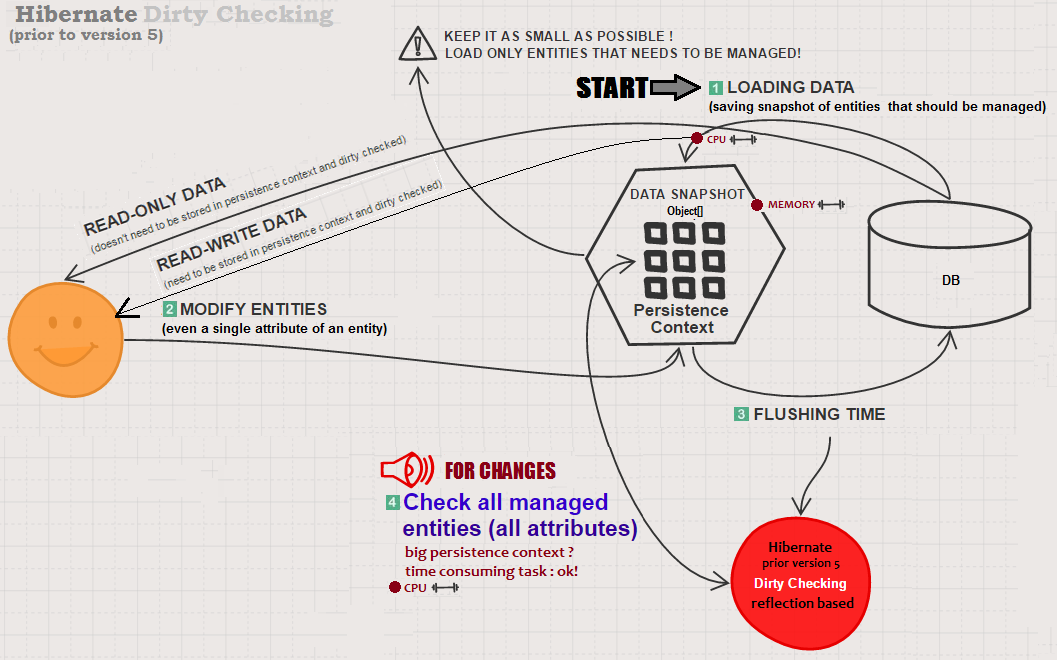 Hibernate Dirty Checking
(prior to version 5)
KEEP IT AS SMALL AS POSSIBLE !
LOAD ONLY ENTITIES THAT NEEDS TO BE MANAGED!
START
1 LOADING DATA
(saving snapshot of entities that should be managed)
CPU
READ-ONLY DATA
(doesn't need to be stored in persistence context and dirty checked)
READ-WRITE DATA
(need to be stored in persistence context and dirty checked)
DATA SNAPSHOT
Object[]
MEMORY
Persistence
Context
DB
2 MODIFY ENTITIES
(even a single attribute of an entity)
3 FLUSHING TIME
FOR CHANGES
4 Check all managed
entities (all attributes)
big persistence context ?
time consuming task : ok!
CPU
Hibernate
prior version 5
Dirty Checking
reflection based